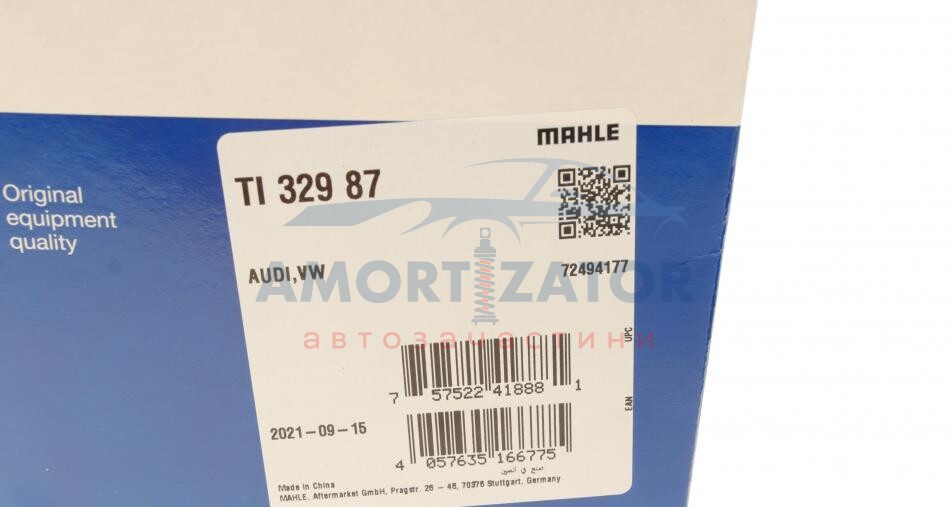 Original
equipment
quality
MAHLE
TI 329 87
AUDI,VW
72494177
AMORTIZATOR
автозапчастини
UPC
7 57522 41888 1
EAN
2021-09-15
4 057635 166775
صنع في الصين
Made in China
MAHLE, Aftermarket GmbH, Pragstr. 26 - 46, 70376 Stuttgart, Germany